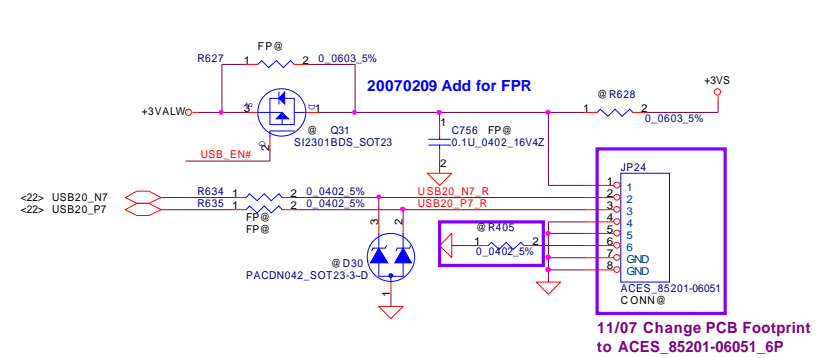 FP@
R627 1 2 0_0603_5%
20070209 Add for FPR
+3VS
@ R628
+3VALW 3 S D 1
1 2
0_0603_5%
@ Q31
SI2301BDS_SOT23
G 2
USB_EN#
1
C756 FP@
0.1U_0402_16V4Z
2
JP24
<22> USB20_N7 R634 1 2 0_0402_5% USB20_N7_R
<22> USB20_P7 R635 1 2 0_0402_5% USB20_P7_R
FP@
FP@
1 1
2 2
3 3
4 4
5 5
6 6
7 GND
8 GND
3 2
@R405
1 2
0_0402_5%
@D30
PACDN042_SOT23-3~D
1
ACES_85201-06051
CONN@
11/07 Change PCB Footprint
to ACES_85201-06051_6P